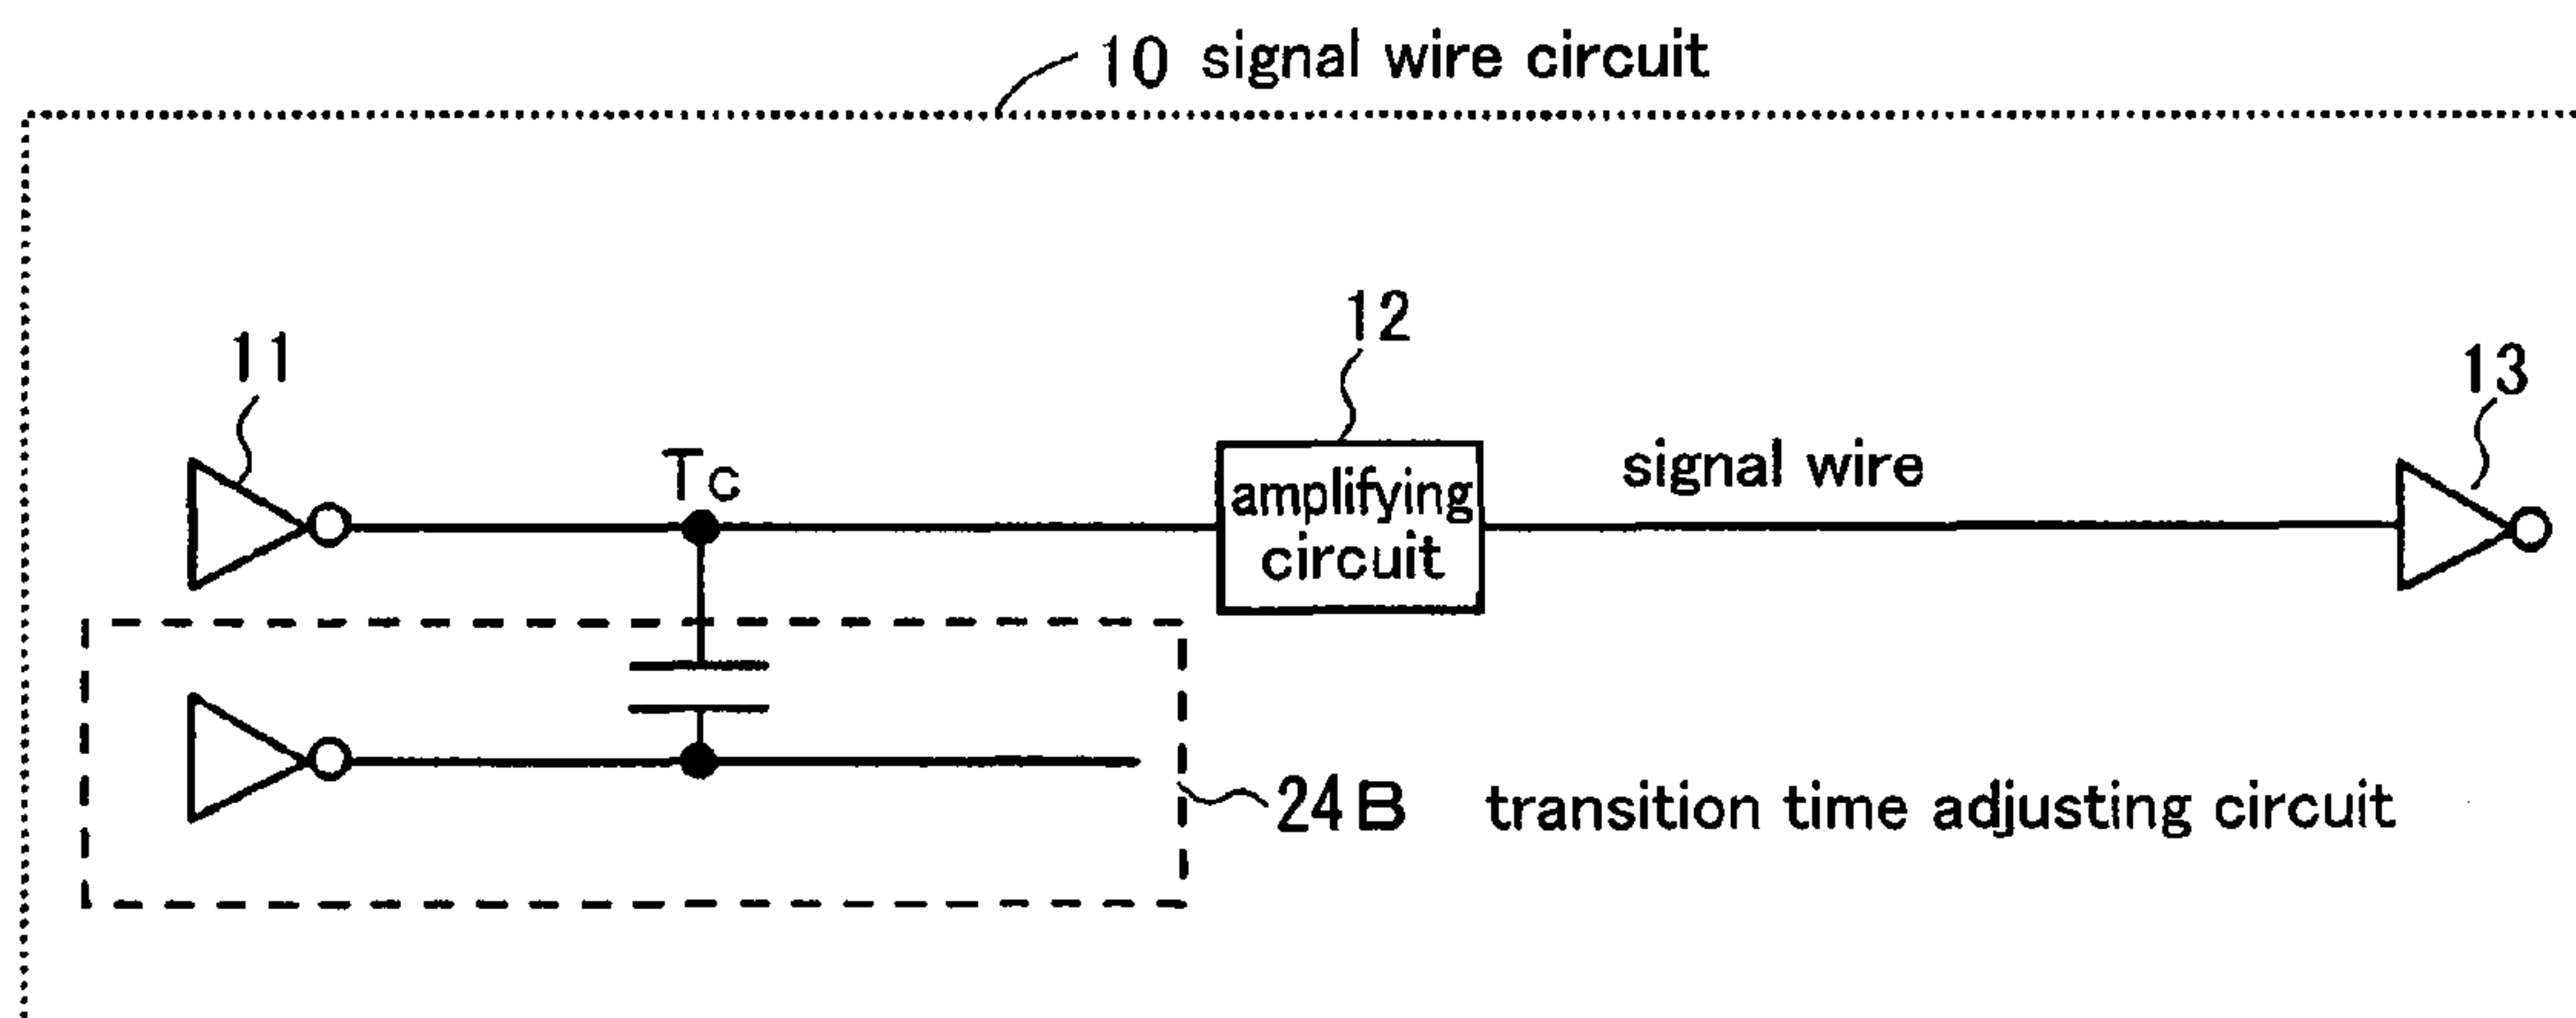 10 signal wire circuit
12
11
13
Tc
signal wire
amplifying
circuit
24B transition time adjusting circuit